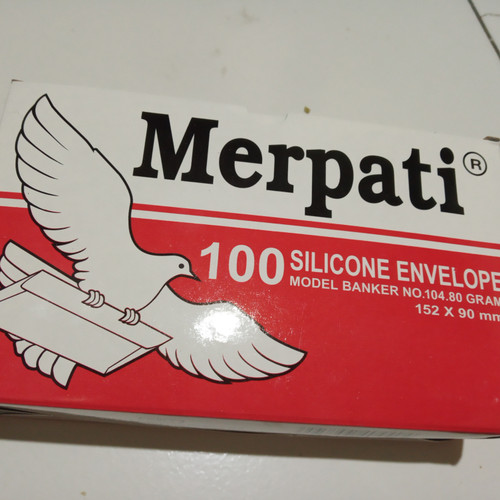 Merpati®
100 SILICONE ENVELOPE
MODEL BANKER NO.104.80 GRAM
152 X 90 mm